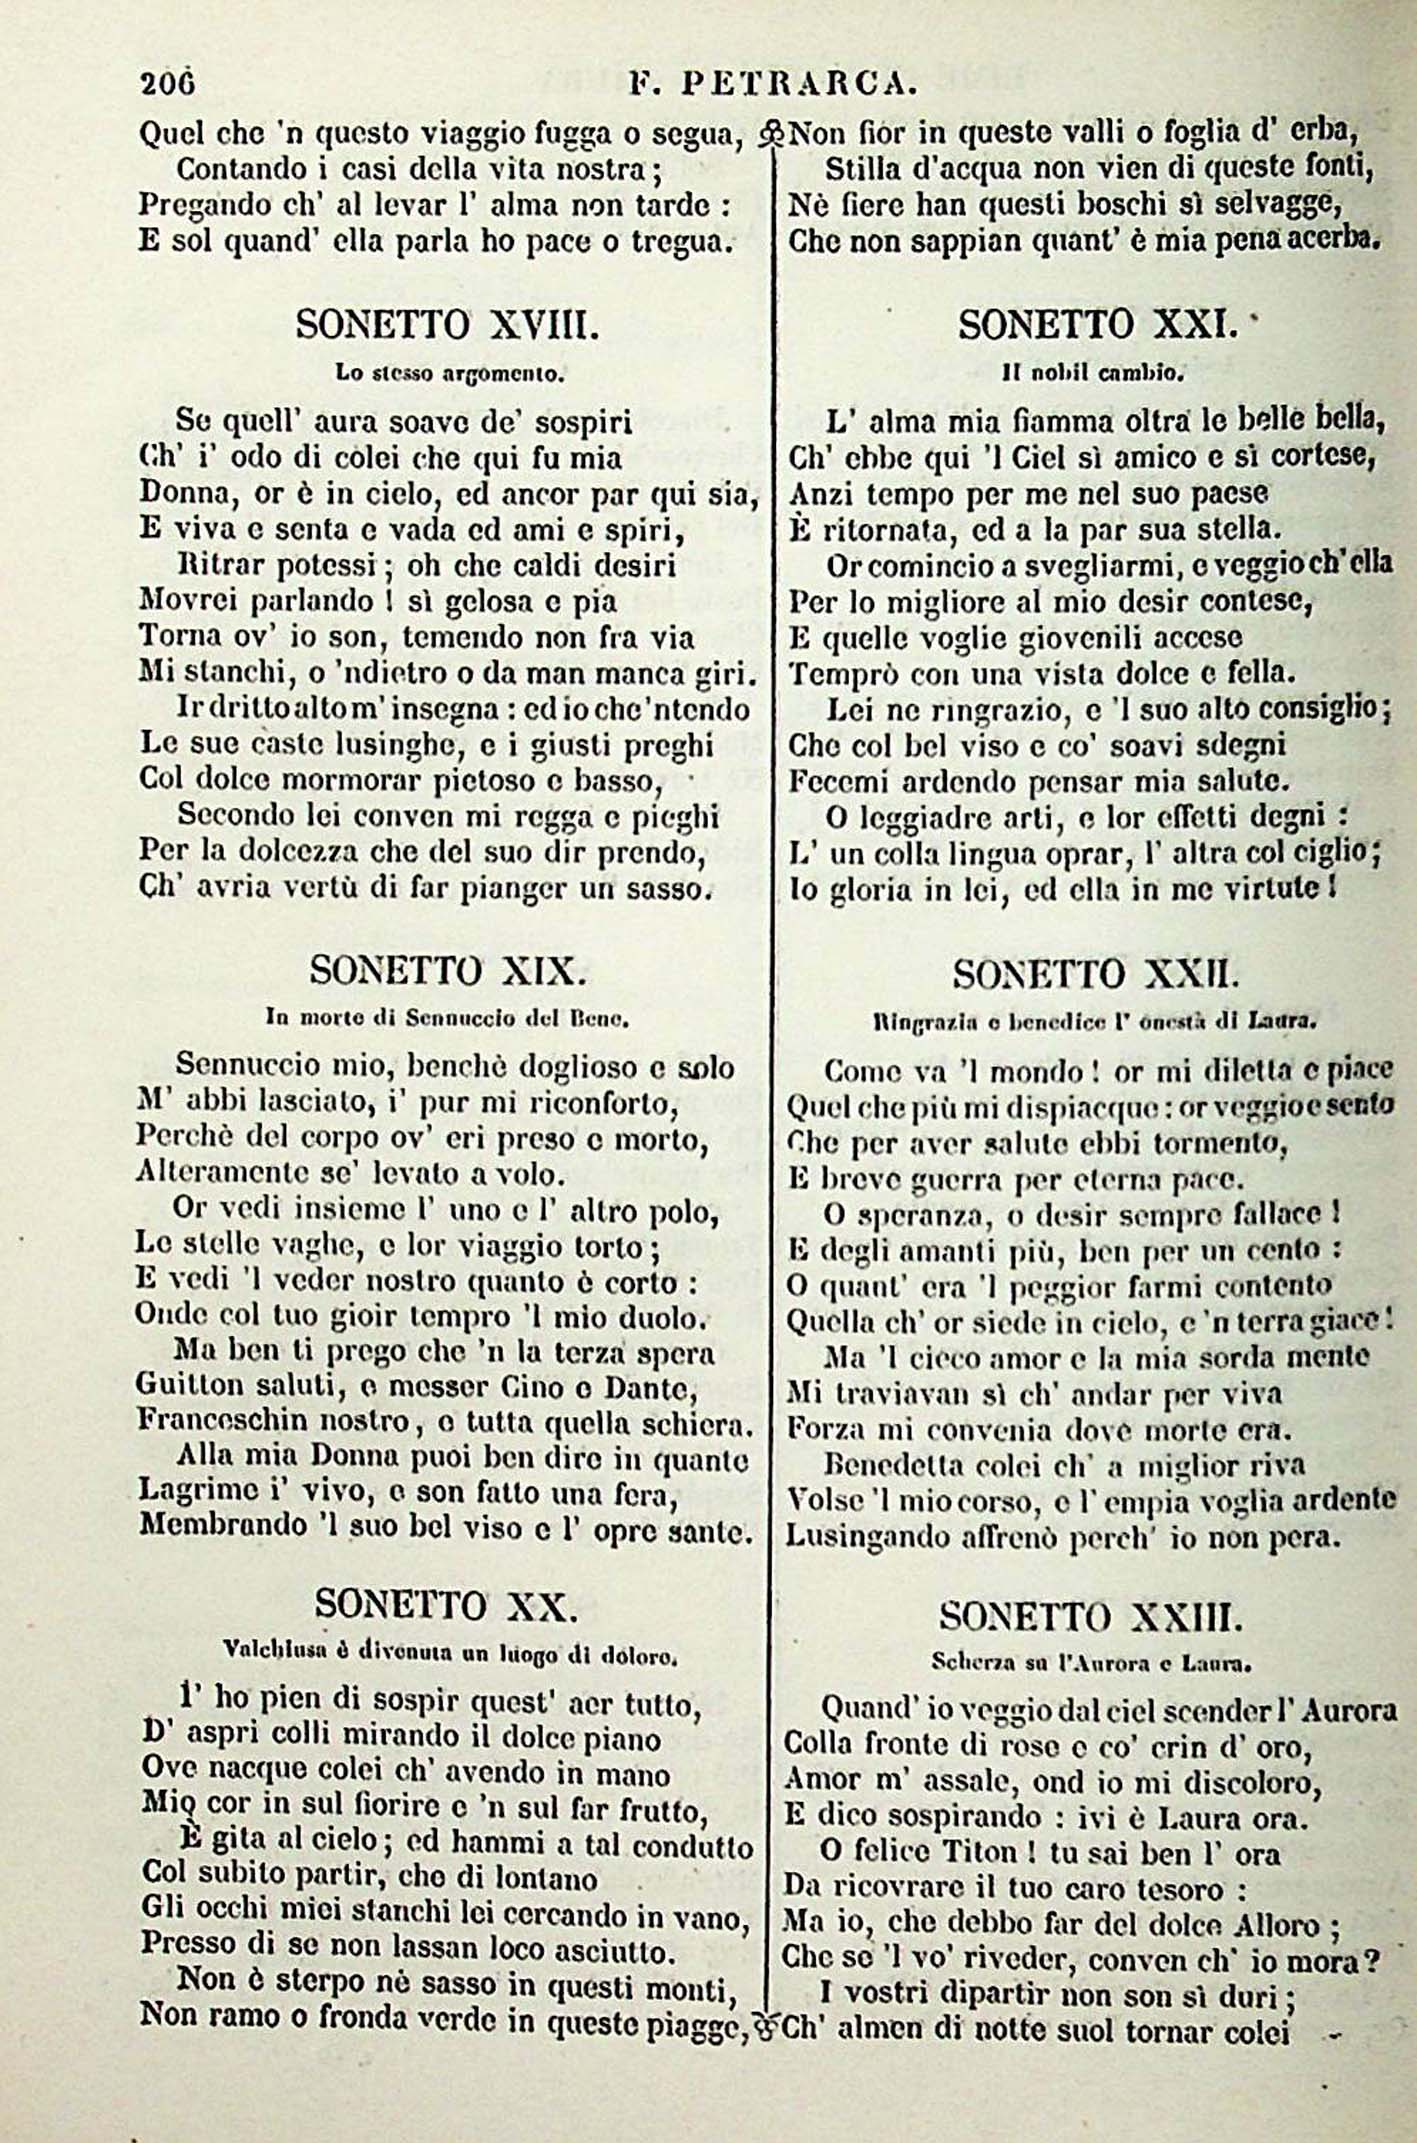 206
F. PETRARCA.
Quel che 'n questo viaggio fugga o segua,
Contando i casi della vita nostra;
Pregando ch' al levar l' alma non tarde :
E sol quand' ella parla ho pace o tregua.
SONETTO XVIII.
Lo stesso argomento.
Se quell' aura soave de' sospiri
Ch' i' odo di colei che qui fu mia
Donna, or è in cielo, ed ancor par qui sia,
E viva e senta e vada ed ami e spiri,
Ritrar potessi; oh che caldi desiri
Movrei parlando ! sì gelosa e pia
Torna ov' io son, temendo non fra via
Mi stanchi, o 'ndietro o da man manca giri.
Ir dritto alto m' insegna : ed io che 'ntendo
Le sue caste lusinghe, e i giusti preghi
Col dolce mormorar pietoso e basso,
Secondo lei conven mi regga e pieghi
Per la dolcezza che del suo dir prendo,
Ch' avria vertù di far pianger un sasso.
SONETTO XIX.
In morte di Sennuccio del Bene.
Sennuccio mio, benchè doglioso e solo
M' abbi lasciato, i' pur mi riconforto,
Perchè del corpo ov' eri preso e morto,
Alteramente se' levato a volo.
Or vedi insieme l' uno e l' altro polo,
Le stelle vaghe, e lor viaggio torto;
E vedi 'l veder nostro quanto è corto :
Onde col tuo gioir tempro 'l mio duolo.
Ma ben ti prego che 'n la terza spera
Guitton saluti, e messer Cino e Dante,
Franceschin nostro, e tutta quella schiera.
Alla mia Donna puoi ben dire in quante
Lagrime i' vivo, e son fatto una fera,
Membrando 'l suo bel viso e l' opre sante.
SONETTO XX.
Valchiusa è divenuta un luogo di dolore.
I' ho pien di sospir quest' aer tutto,
D' aspri colli mirando il dolce piano
Ove nacque colei ch' avendo in mano
Mio cor in sul fiorire e 'n sul far frutto,
È gita al cielo; ed hammi a tal condutto
Col subito partir, che di lontano
Gli occhi miei stanchi lei cercando in vano,
Presso di se non lassan loco asciutto.
Non è sterpo nè sasso in questi monti,
Non ramo o fronda verde in queste piagge,
Non fior in queste valli o foglia d' erba,
Stilla d'acqua non vien di queste fonti,
Nè fiere han questi boschi sì selvagge,
Che non sappian quant' è mia pena acerba.
SONETTO XXI.
Il nobil cambio.
L' alma mia fiamma oltra le belle bella,
Ch' ebbe qui 'l Ciel sì amico e sì cortese,
Anzi tempo per me nel suo paese
È ritornata, ed a la par sua stella.
Or comincio a svegliarmi, e veggio ch' ella
Per lo migliore al mio desir contese,
E quelle voglie giovenili accese
Temprò con una vista dolce e fella.
Lei ne ringrazio, e 'l suo alto consiglio;
Che col bel viso e co' soavi sdegni
Fecemi ardendo pensar mia salute.
O leggiadre arti, e lor effetti degni :
L' un colla lingua oprar, l' altra col ciglio;
Io gloria in lei, ed ella in me virtute !
SONETTO XXII.
Ringrazia e benedice l' onestà di Laura.
Come va 'l mondo ! or mi diletta e piace
Quel che più mi dispiacque : or veggio e sento
Che per aver salute ebbi tormento,
E breve guerra per eterna pace.
O speranza, o desir sempre fallace !
E degli amanti più, ben per un cento :
O quant' era 'l peggior farmi contento
Quella ch' or siede in cielo, e 'n terra giace !
Ma 'l cieco amor e la mia sorda mente
Mi traviavan sì ch' andar per viva
Forza mi convenia dove morte era.
Benedetta colei ch' a miglior riva
Volse 'l mio corso, e l' empia voglia ardente
Lusingando affrenò perch' io non pera.
SONETTO XXIII.
Scherza su l'Aurora e Laura.
Quand' io veggio dal ciel scender l' Aurora
Colla fronte di rose e co' crin d' oro,
Amor m' assale, ond io mi discoloro,
E dico sospirando : ivi è Laura ora.
O felice Titon ! tu sai ben l' ora
Da ricovrare il tuo caro tesoro :
Ma io, che debbo far del dolce Alloro ;
Che se 'l vo' riveder, conven ch' io mora ?
I vostri dipartir non son sì duri ;
Ch' almen di notte suol tornar colei